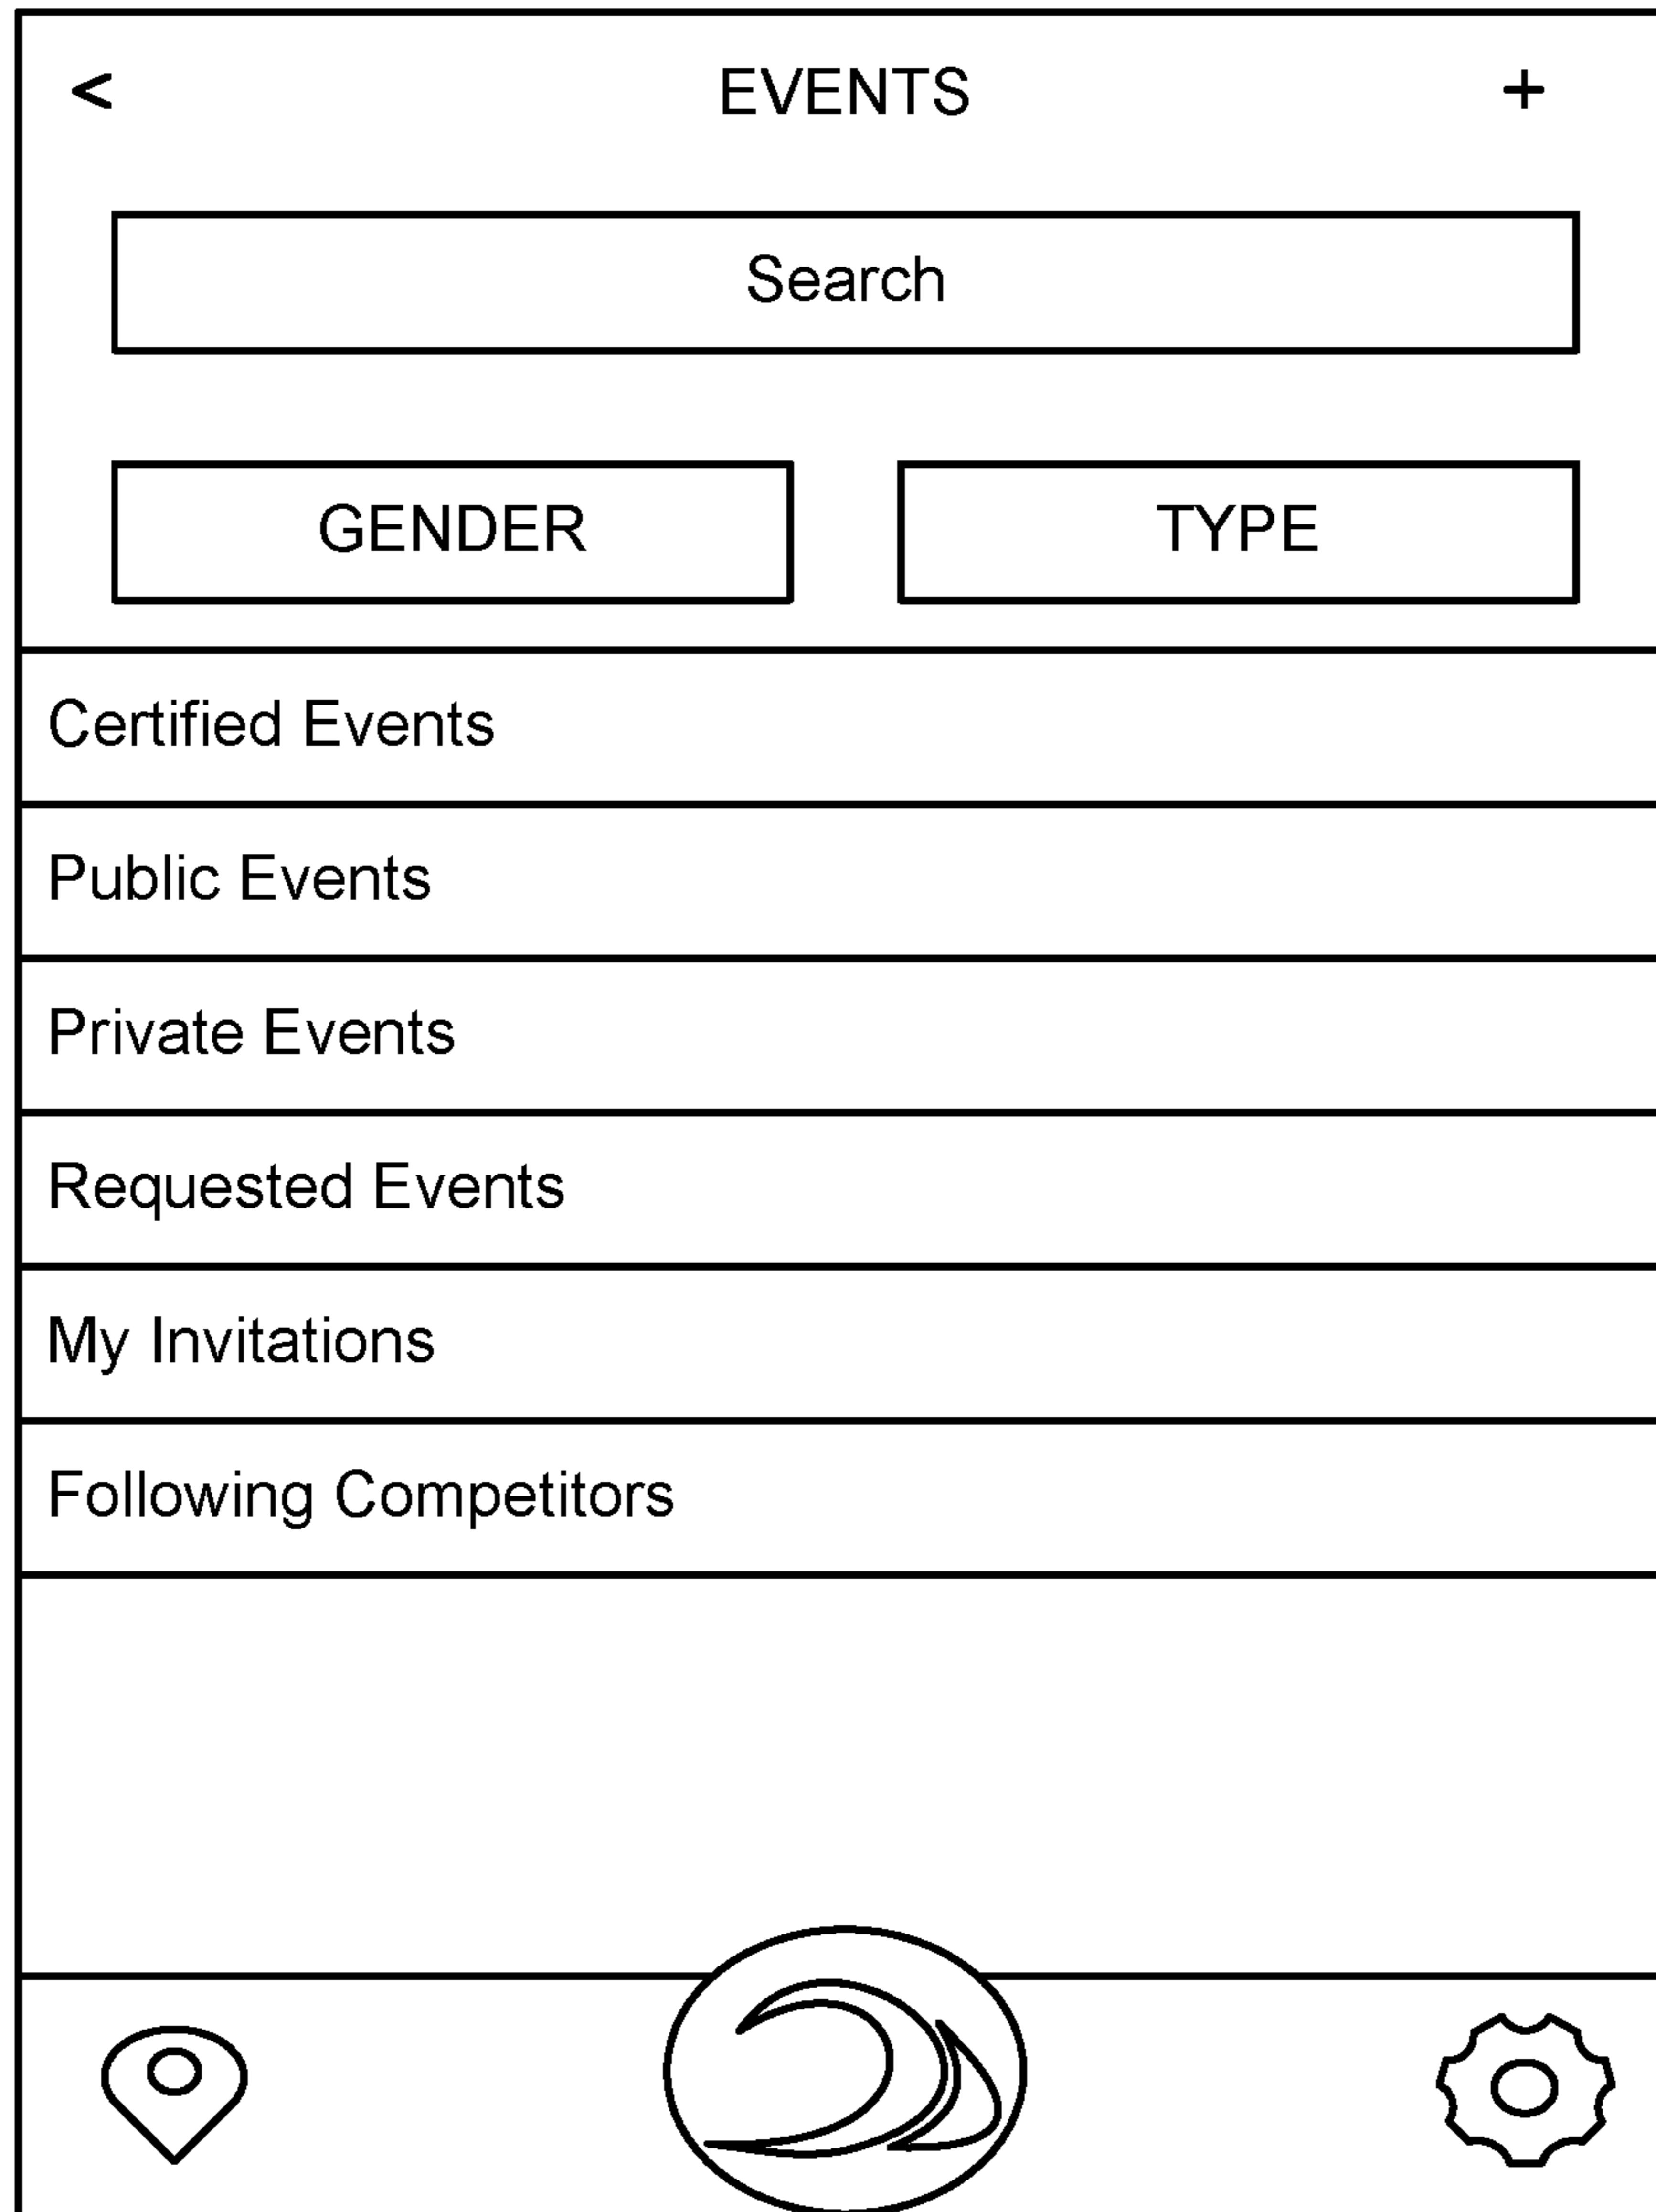 < EVENTS +
Search
GENDER TYPE
Certified Events
Public Events
Private Events
Requested Events
My Invitations
Following Competitors